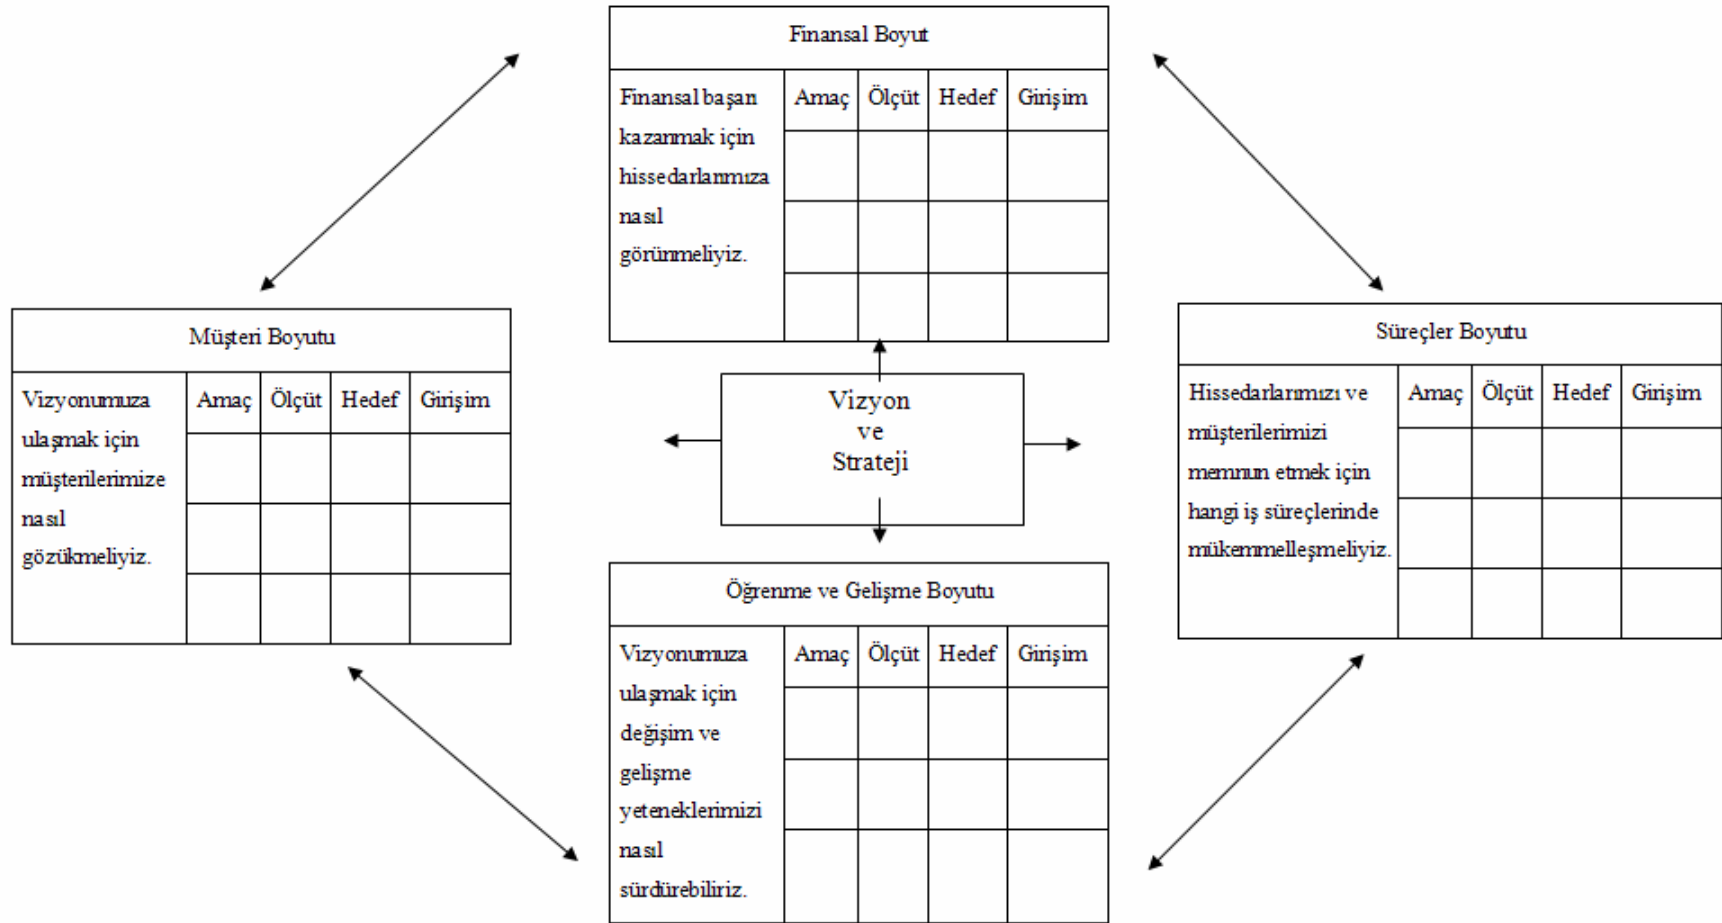 Finansal Boyut
Finansal başarı
kazanmak için
hissedarlarımıza
nasıl
görünmeliyiz.
Amaç Ölçüt Hedef Girişim
Müşteri Boyutu
Vizyonumuza
ulaşmak için
müşterilerimize
nasıl
gözükmeliyiz.
Amaç Ölçüt Hedef Girişim
Vizyon
ve
Strateji
Süreçler Boyutu
Hissedarlarımızı ve
müşterilerimizi
memnun etmek için
hangi iş süreçlerinde
mükemmelleşmeliyiz.
Amaç Ölçüt Hedef Girişim
Öğrenme ve Gelişme Boyutu
Vizyonumuza
ulaşmak için
değişim ve
gelişme
yeteneklerimizi
nasıl
sürdürebiliriz.
Amaç Ölçüt Hedef Girişim